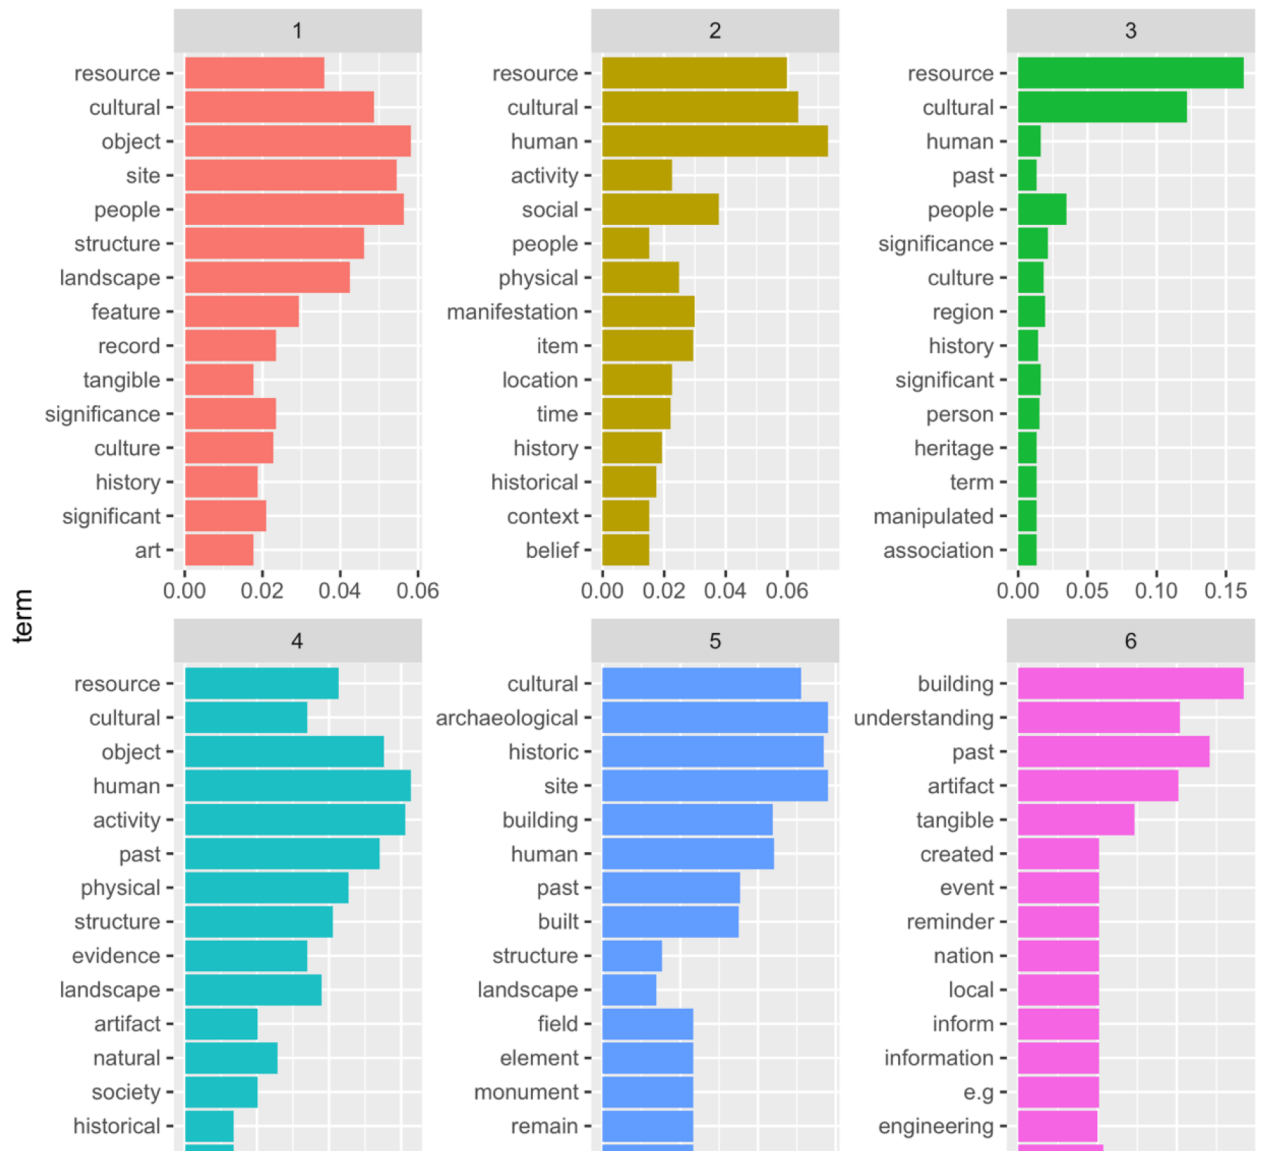 1
resource
cultural
object
site
people
structure
landscape
feature
record
tangible
significance
culture
history
significant
art
0.00 0.02 0.04 0.06
2
resource
cultural
human
activity
social
people
physical
manifestation
item
location
time
history
historical
context
belief
0.00 0.02 0.04 0.06
3
resource
cultural
human
past
people
significance
culture
region
history
significant
person
heritage
term
manipulated
association
0.00 0.05 0.10 0.15
term
4
resource
cultural
object
human
activity
past
physical
structure
evidence
landscape
artifact
natural
society
historical
5
cultural
archaeological
historic
site
building
human
past
built
structure
landscape
field
element
monument
remain
6
building
understanding
past
artifact
tangible
created
event
reminder
nation
local
inform
information
e.g
engineering